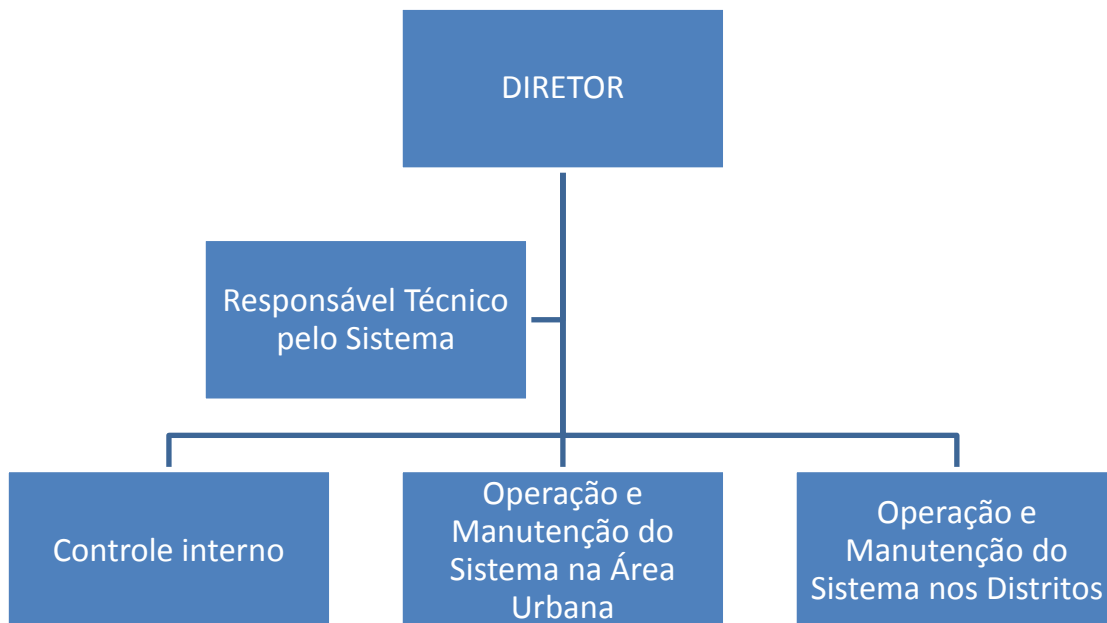 DIRETOR
Responsável Técnico
pelo Sistema
Controle interno
Operação e
Manutenção do
Sistema na Área
Urbana
Operação e
Manutenção do
Sistema nos Distritos